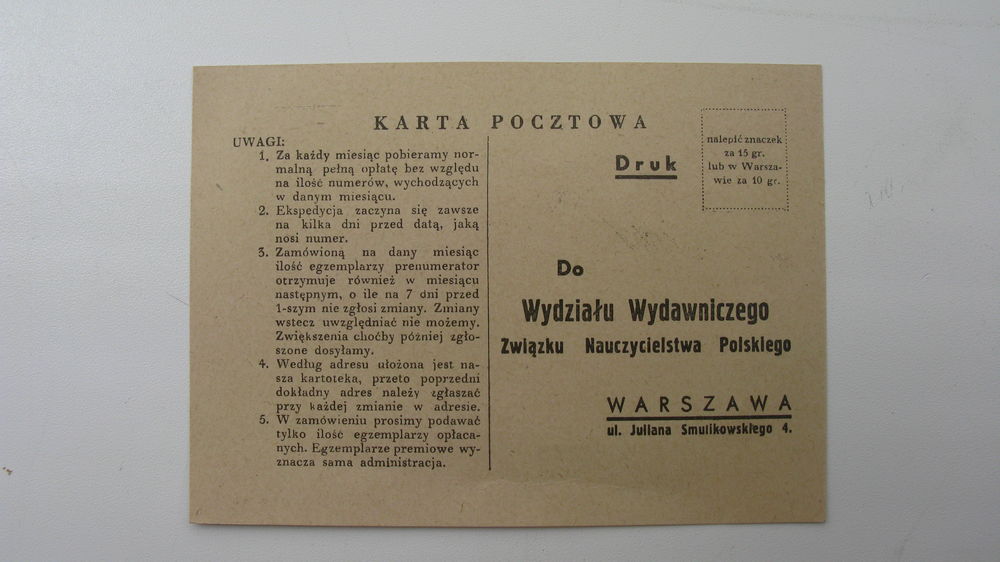 KARTA POCZTOWA
UWAGI:
1. Za każdy miesiąc pobieramy nor-
malną pełną opłatę bez względu
na ilość numerów, wychodzących
w danym miesiącu.
2. Ekspedycja zaczyna się zawsze
na kilka dni przed datą, jaką
nosi numer.
3. Zamówioną na dany miesiąc
ilość egzemplarzy prenumerator
otrzymuje również w miesiącu
następnym, o ile na 7 dni przed
1-szym nie zgłosi zmiany. Zmiany
wstecz uwzględniać nie możemy.
Zwiększenia choćby później zgło-
szone dosyłamy.
4. Według adresu ułożona jest na-
sza kartoteka, przeto poprzedni
dokładny adres należy zgłaszać
przy każdej zmianie w adresie.
5. W zamówieniu prosimy podawać
tylko ilość egzemplarzy opłaca-
nych. Egzemplarze premiowe wy-
znacza sama administracja.
Druk
nalepić znaczek
za 15 gr.
lub w Warsza-
wie za 10 gr.
Do
Wydziału Wydawniczego
Związku Nauczycielstwa Polskiego
WARSZAWA
ul. Juliana Smulikowskiego 4.